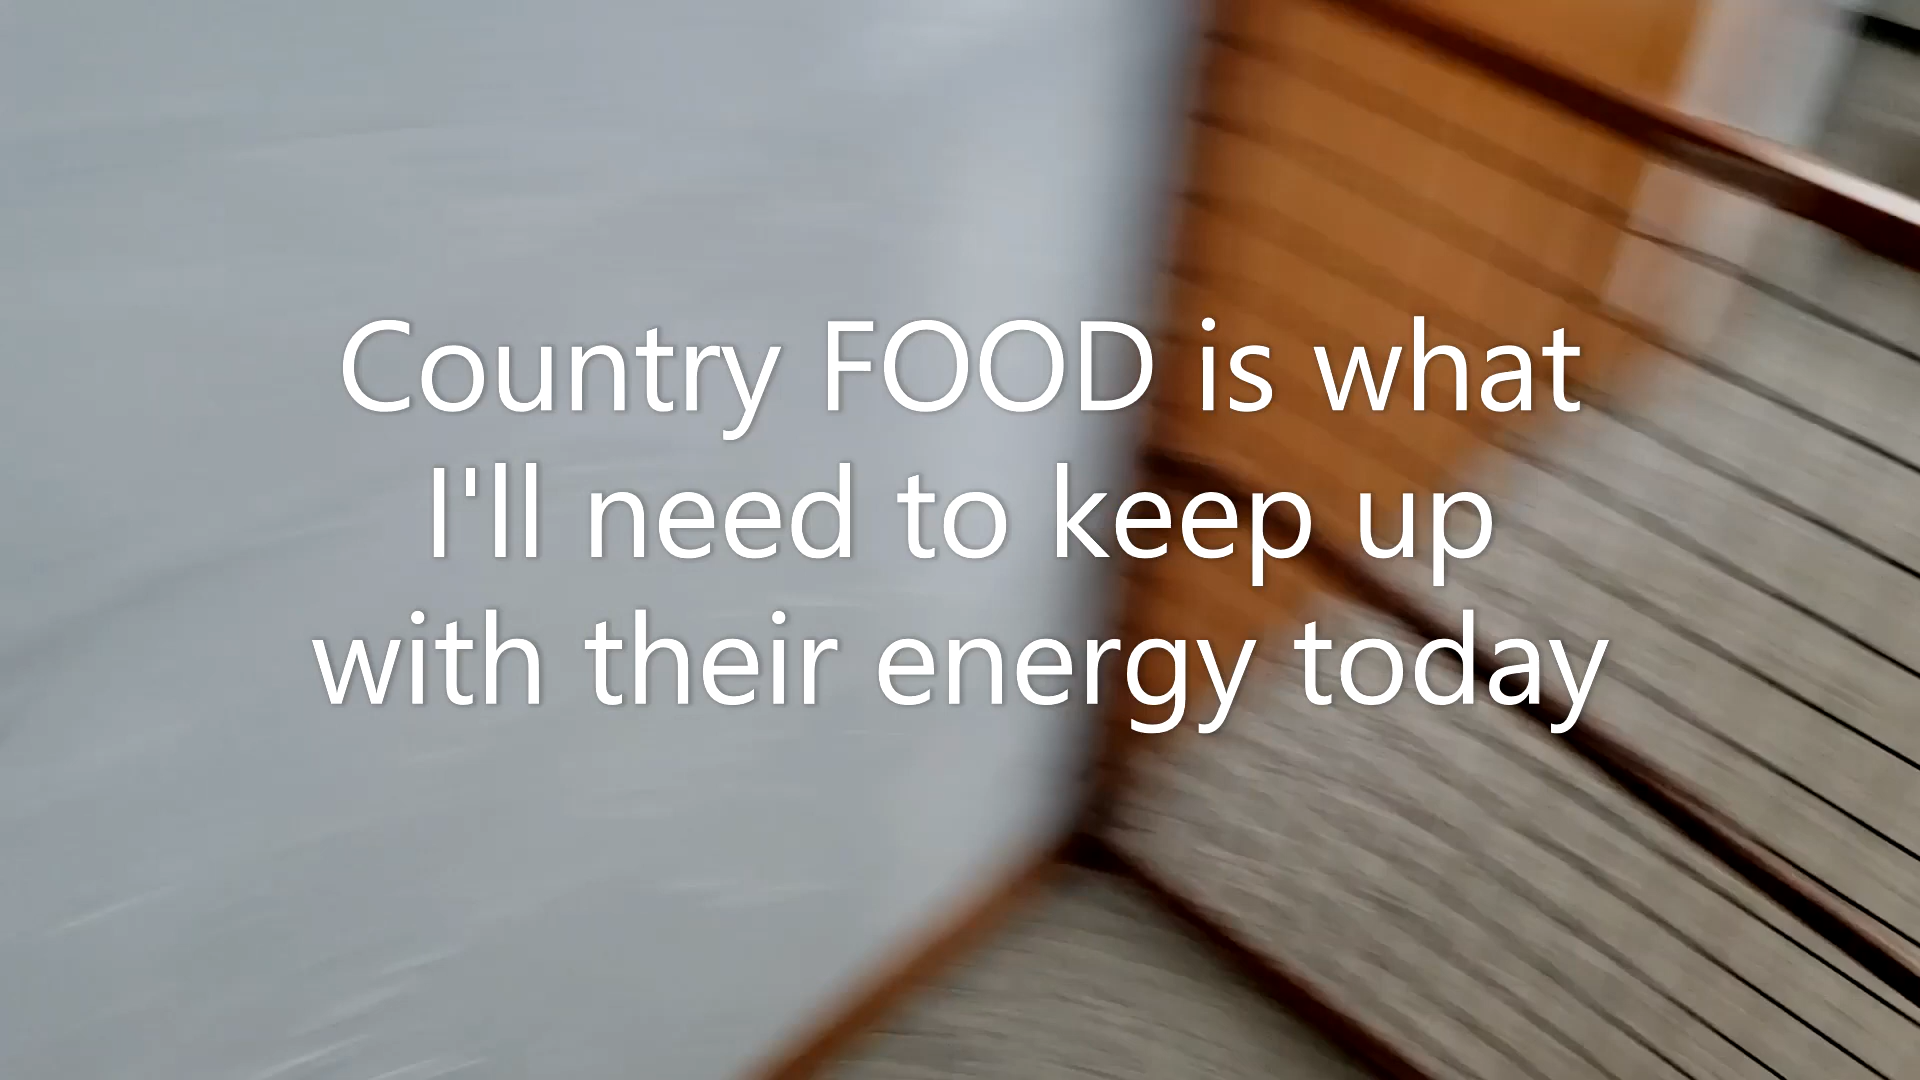 Country FOOD is what
I'll need to keep up
with their energy today